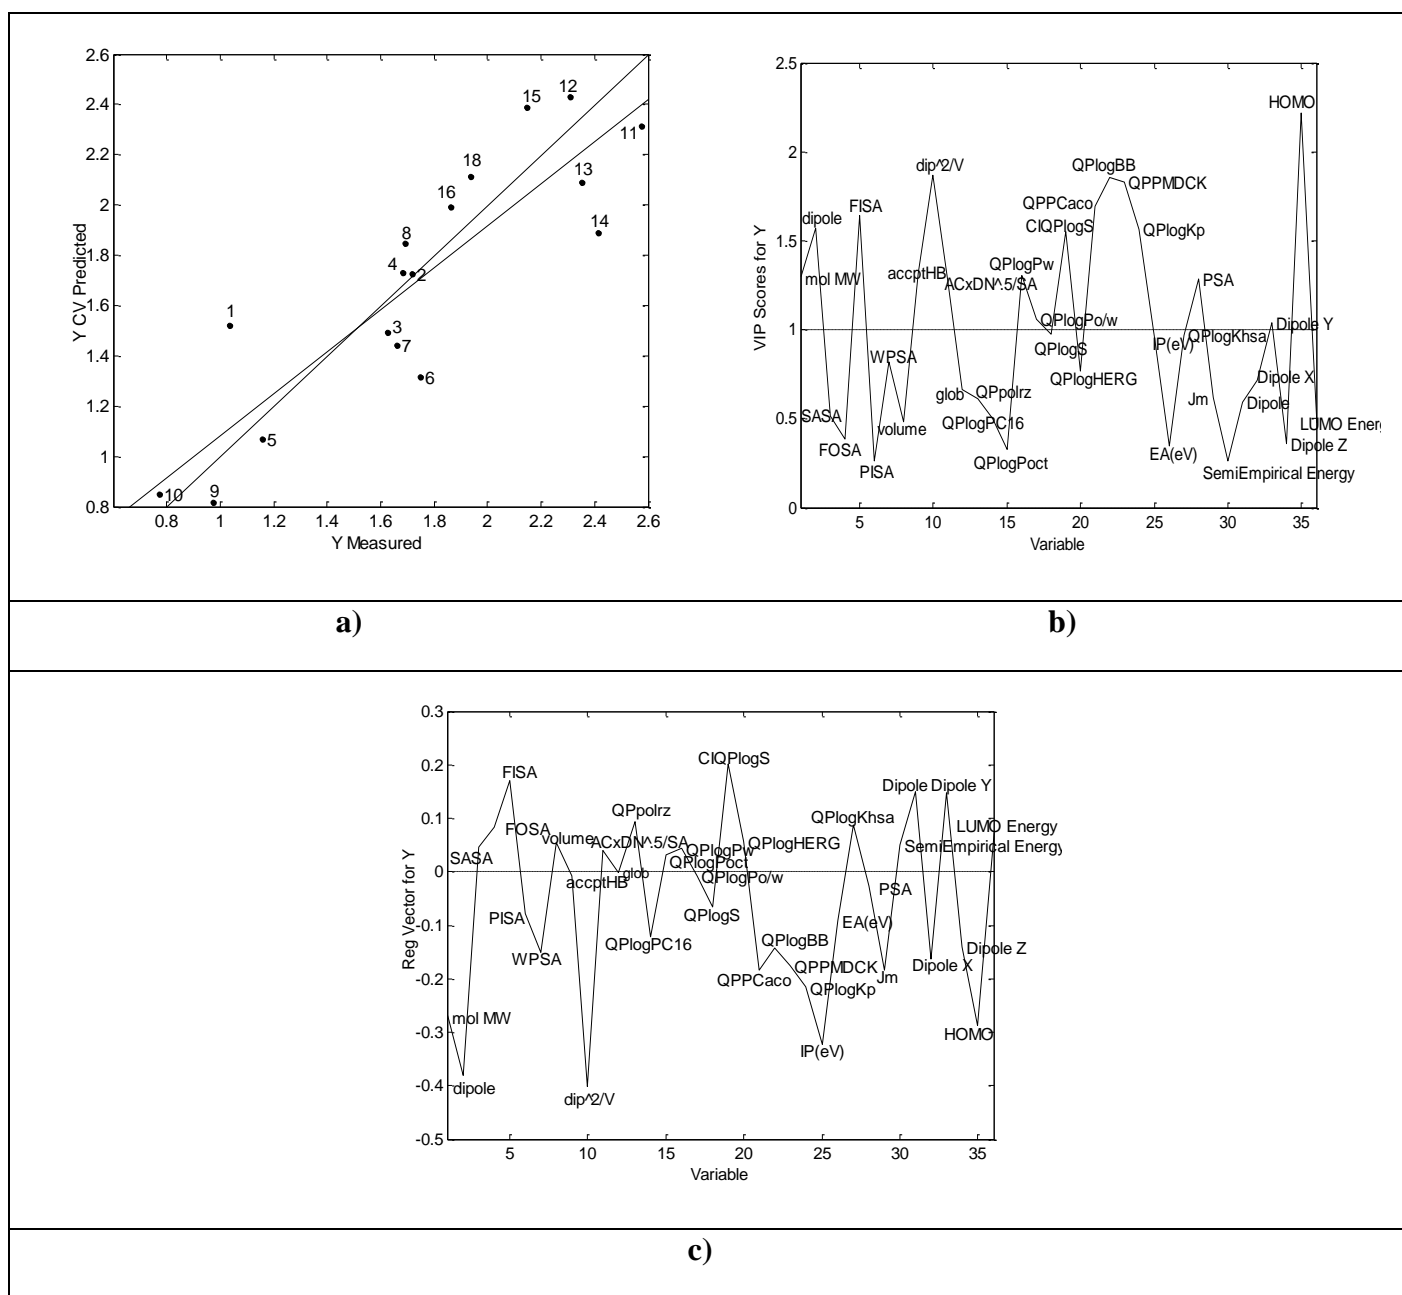 2.6
2.4
2.2
2
1.8
1.6
1.4
1.2
1
0.8
Y CV Predicted
12
15
11
18
13
16
14
8
4
2
1
3
7
6
5
10
9
0.8 1 1.2 1.4 1.6 1.8 2 2.2 2.4 2.6
Y Measured
2.5
2
1.5
1
0.5
0
VIP Scores for Y
HOMO
dip^2/V
QPlogBB
QPPMDCK
FISA
QPPCaco
dipole
CIQPlogS
QPlogKp
QPlogPw
mol MW
accptHB
ACxDN^.5/SA
PSA
QPlogPo/w
Dipole Y
QPlogS
IP(eV)
QPlogKhsa
WPSA
QPlogHERG
Dipole X
glob
QPpolrz
Jm
Dipole
SASA
volume
QPlogPC16
LUMO Energ
FOSA
EA(eV)
Dipole Z
PISA
QPlogPoct
SemiEmpirical Energy
5 10 15 20 25 30 35
Variable
a)
b)
0.3
0.2
0.1
0
-0.1
-0.2
-0.3
-0.4
-0.5
Reg Vector for Y
CIQPlogS
FISA
Dipole
Dipole Y
QPpolrz
QPlogKhsa
FOSA
volume
ACxDN^.5/SA
QPlogHERG
LUMO Energy
SASA
QPlogPw
SemiEmpirical Energy
QPlogPoct
accptHB
glob
QPlogPo/w
PSA
PISA
QPlogS
EA(eV)
WPSA
QPlogPC16
QPlogBB
Dipole Z
QPPCaco
QPPMDCK
Jm
Dipole X
QPlogKp
mol MW
IP(eV)
HOMO
dipole
dip^2/V
5 10 15 20 25 30 35
Variable
c)